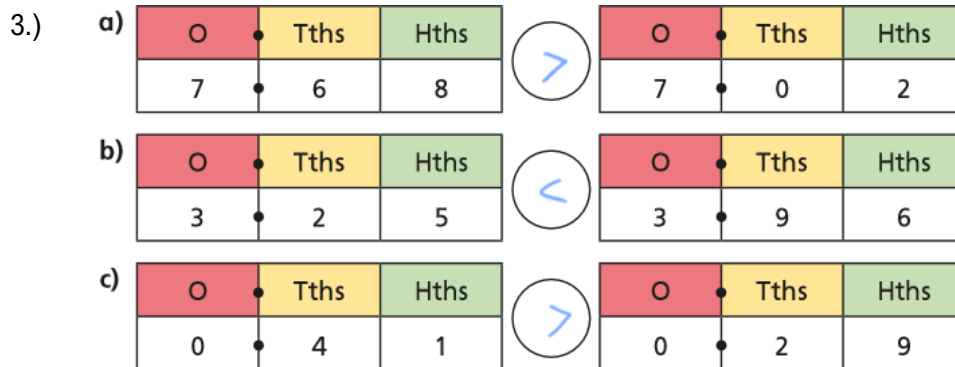 3.) a) O • Tths Hths > O • Tths Hths
7 • 6 8 7 • 0 2
b) O • Tths Hths < O • Tths Hths
3 • 2 5 3 • 9 6
c) O • Tths Hths > O • Tths Hths
0 • 4 1 0 • 2 9